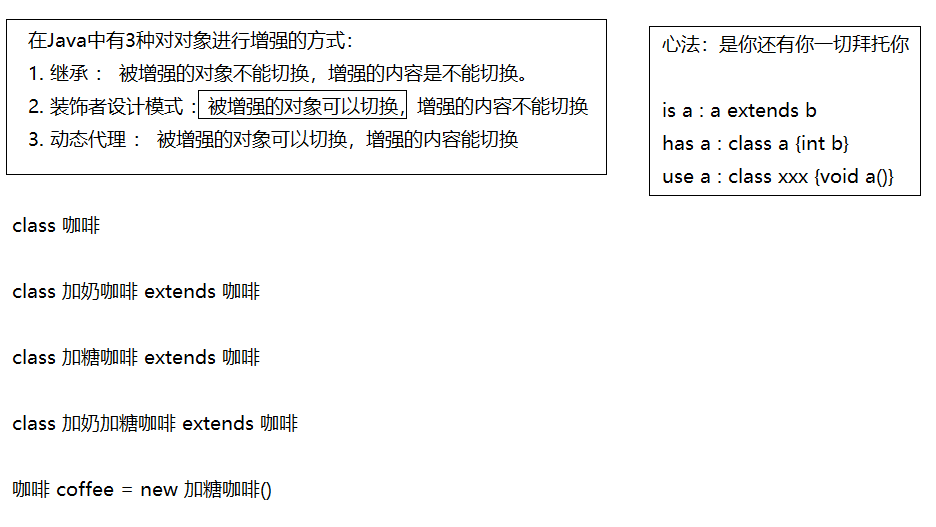 在Java中有3种对对象进行增强的方式：
1. 继承： 被增强的对象不能切换，增强的内容是不能切换。
2. 装饰者设计模式：被增强的对象可以切换，增强的内容不能切换
3. 动态代理： 被增强的对象可以切换，增强的内容能切换
心法：是你还有你一切拜托你
is a : a extends b
has a : class a {int b}
use a : class xxx {void a()}
class 咖啡
class 加奶咖啡 extends 咖啡
class 加糖咖啡 extends 咖啡
class 加奶加糖咖啡 extends 咖啡
咖啡 coffee = new 加糖咖啡()